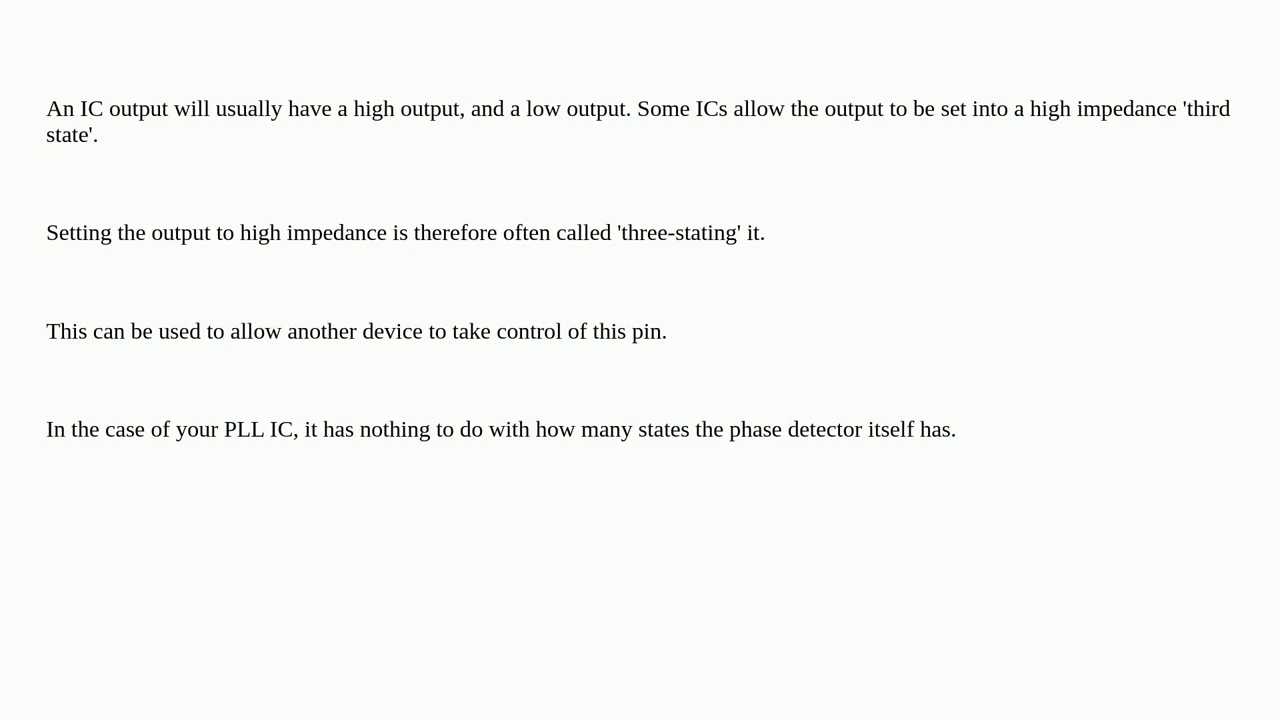 An IC output will usually have a high output, and a low output. Some ICs allow the output to be set into a high impedance 'third
state'.
Setting the output to high impedance is therefore often called 'three-stating' it.
This can be used to allow another device to take control of this pin.
In the case of your PLL IC, it has nothing to do with how many states the phase detector itself has.